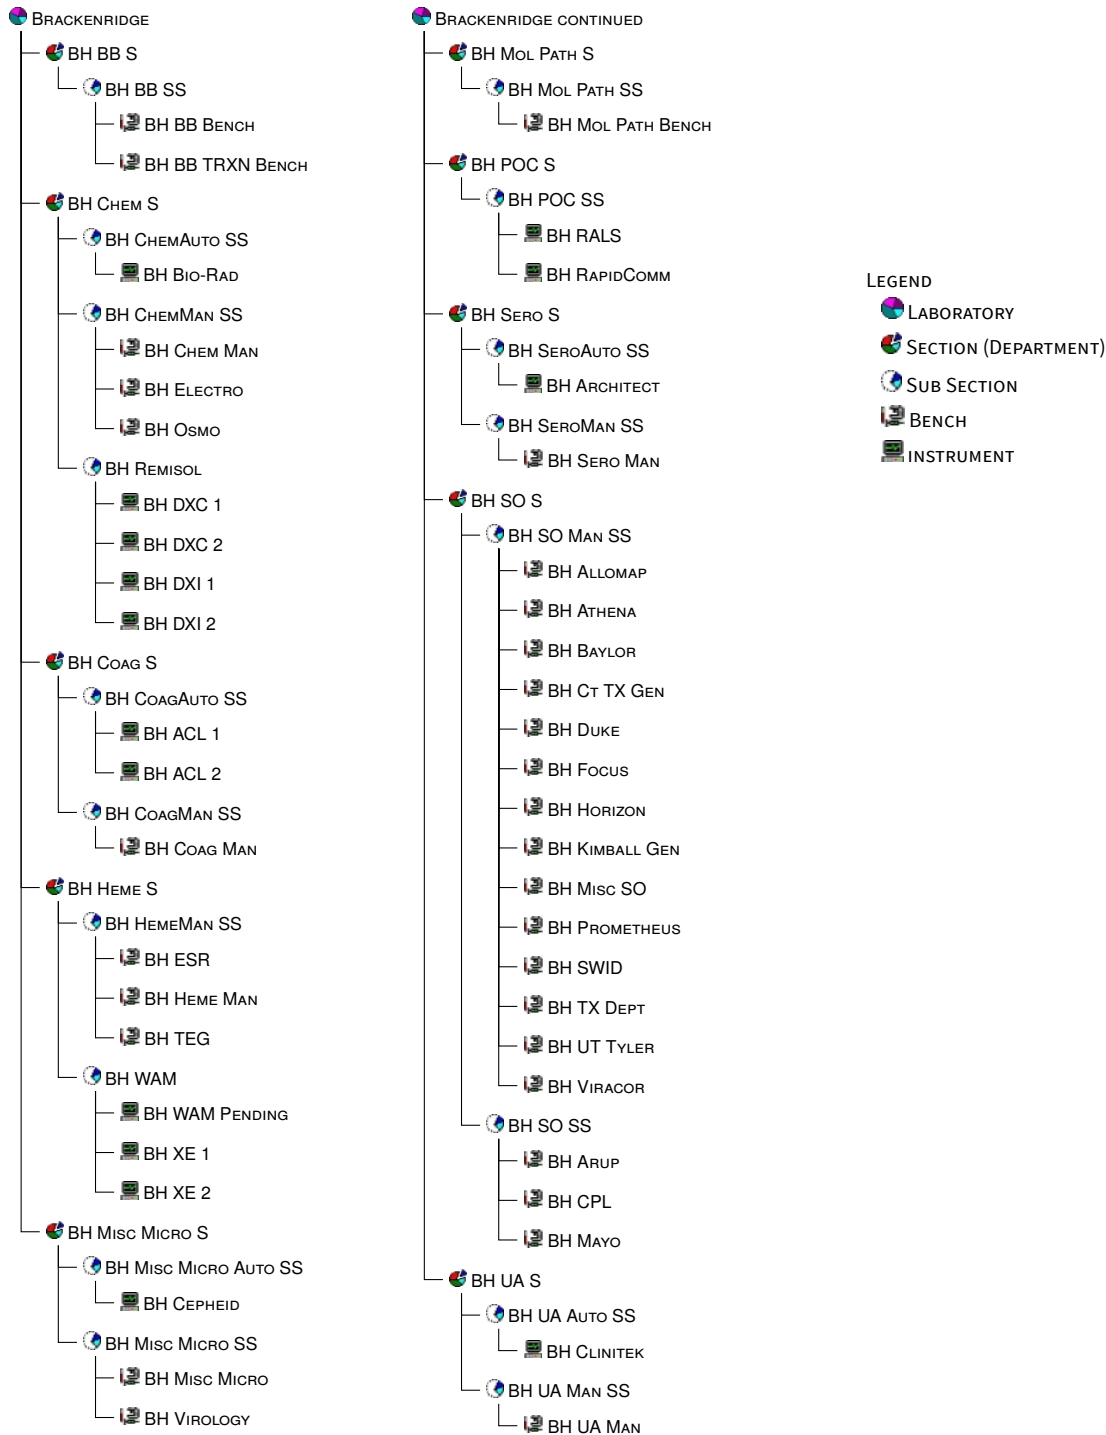 Brackenridge
BH BB S
BH BB SS
BH BB Bench
BH BB TRXN Bench
BH Chem S
BH ChemAuto SS
BH Bio-Rad
BH ChemMan SS
BH Chem Man
BH Electro
BH Osmo
BH Remisol
BH DXC 1
BH DXC 2
BH DXI 1
BH DXI 2
BH Coag S
BH CoagAuto SS
BH ACL 1
BH ACL 2
BH CoagMan SS
BH Coag Man
BH Heme S
BH HemeMan SS
BH ESR
BH Heme Man
BH TEG
BH WAM
BH WAM Pending
BH XE 1
BH XE 2
BH Misc Micro S
BH Misc Micro Auto SS
BH Cepheid
BH Misc Micro SS
BH Misc Micro
BH Virology
Brackenridge continued
BH Mol Path S
BH Mol Path SS
BH Mol Path Bench
BH POC S
BH POC SS
BH RALS
BH RapidComm
BH Sero S
BH SeroAuto SS
BH Architect
BH SeroMan SS
BH Sero Man
BH SO S
BH SO Man SS
BH Allomap
BH Athena
BH Baylor
BH Ct TX Gen
BH Duke
BH Focus
BH Horizon
BH Kimball Gen
BH Misc SO
BH Prometheus
BH SWID
BH TX Dept
BH UT Tyler
BH Viracor
BH SO SS
BH Arup
BH CPL
BH Mayo
BH UA S
BH UA Auto SS
BH Clinitek
BH UA Man SS
BH UA Man
Legend
Laboratory
Section (Department)
Sub Section
Bench
instrument